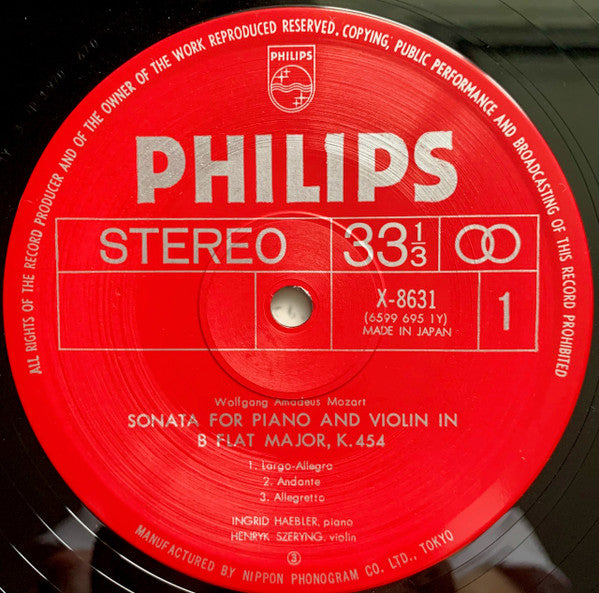 ALL RIGHTS OF THE RECORD PRODUCER AND OF THE OWNER OF THE WORK REPRODUCED RESERVED. COPYING, PUBLIC PERFORMANCE AND BROADCASTING OF THIS RECORD PROHIBITED
PHILIPS
PHILIPS
STEREO 33⅓
X-8631
(6599 695 1Y)
MADE IN JAPAN
1
Wolfgang Amadeus Mozart
SONATA FOR PIANO AND VIOLIN IN
B FLAT MAJOR, K.454
1. Largo-Allegro
2. Andante
3. Allegretto
INGRID HAEBLER, piano
HENRYK SZERYNG, violin
③
MANUFACTURED BY NIPPON PHONOGRAM CO. LTD., TOKYO